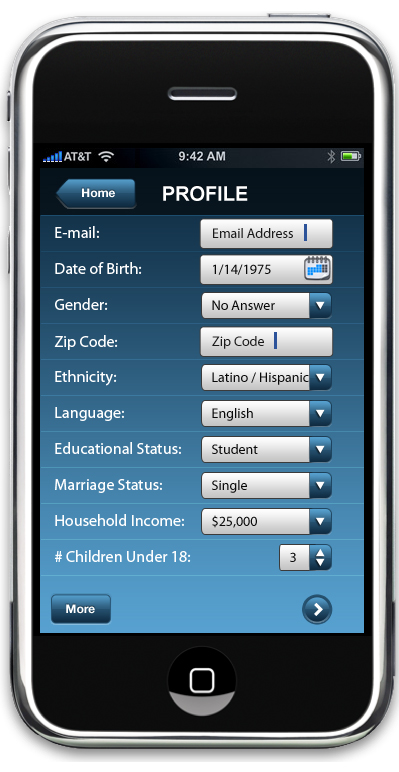 AT&T 9:42 AM
Home PROFILE
E-mail: Email Address
Date of Birth: 1/14/1975
Gender: No Answer
Zip Code: Zip Code
Ethnicity: Latino / Hispanic
Language: English
Educational Status: Student
Marriage Status: Single
Household Income: $25,000
# Children Under 18: 3
More